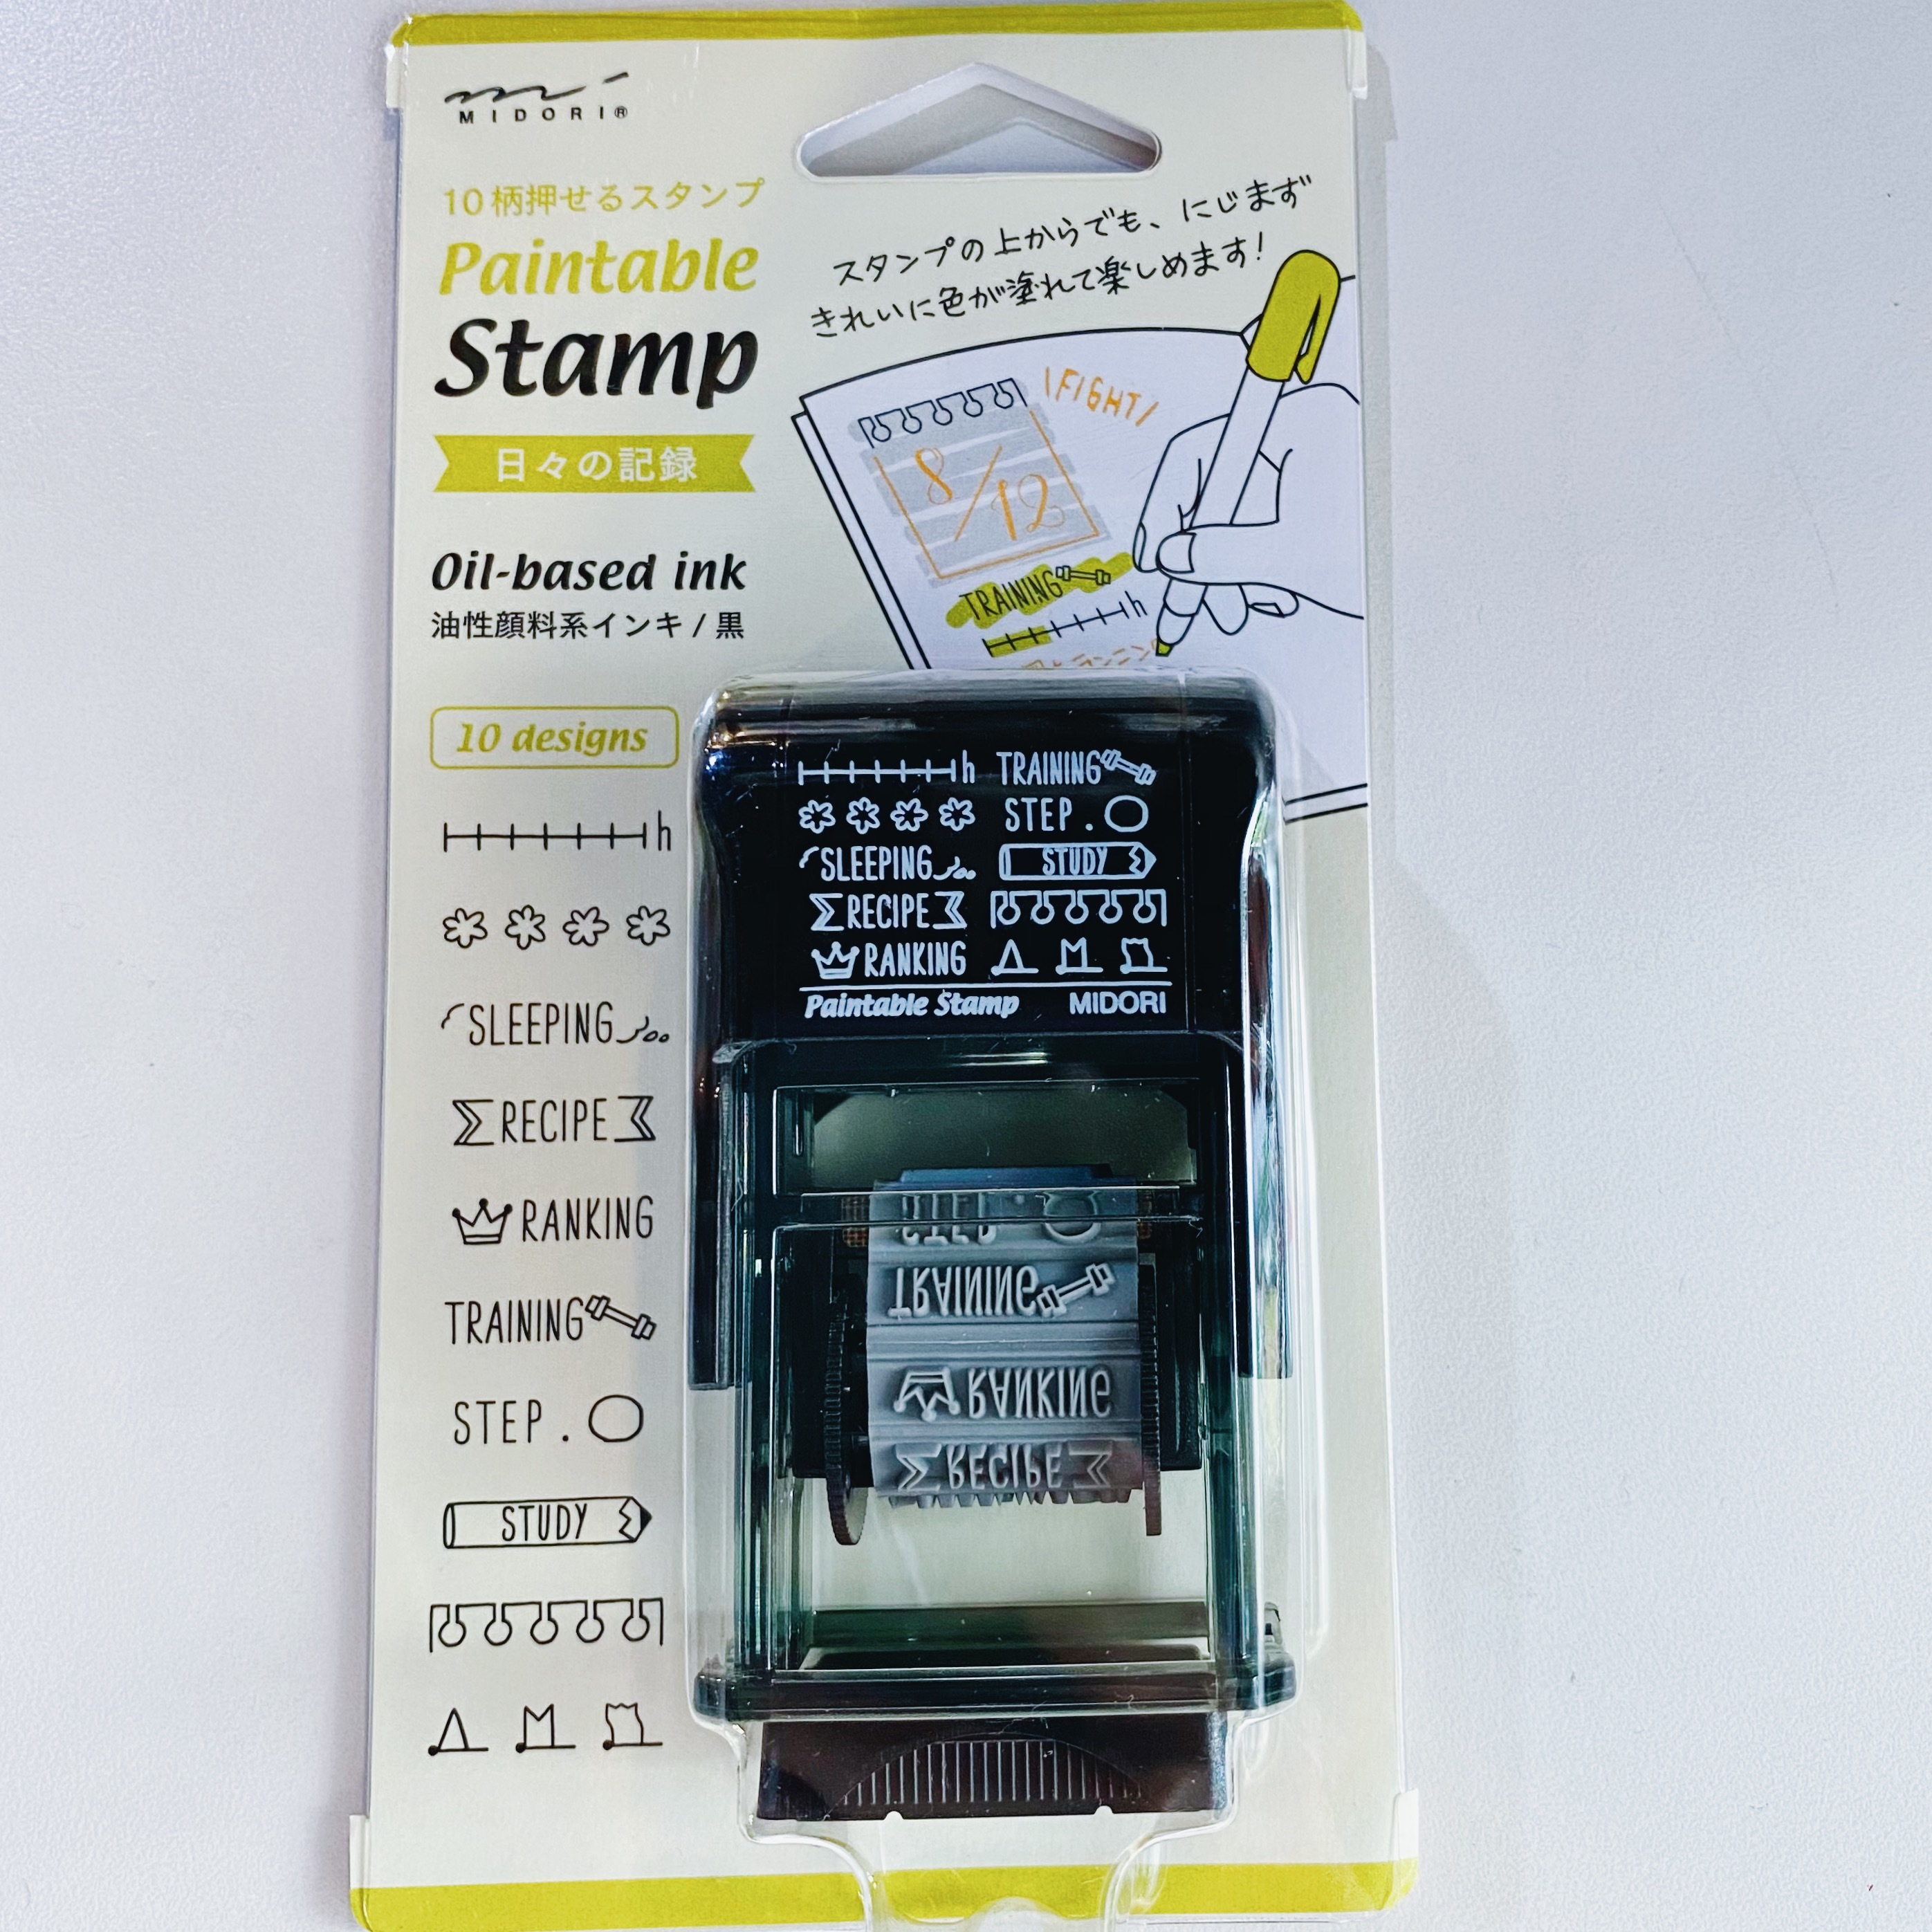 MIDORI®
10柄押せるスタンプ
Paintable
Stamp
日々の記録
Oil-based ink
油性顔料系インキ/黒
スタンプの上からでも、にじまず
きれいに色が塗れて楽しめます!
FIGHT
8/12
TRAINING
h
10 designs
h
SLEEPING
RECIPE
RANKING
TRAINING
STEP.
STUDY
h TRAINING
STEP.
SLEEPING STUDY
RECIPE
RANKING
Paintable Stamp MIDORI
STEP.
TRAINING
RANKING
RECIPE